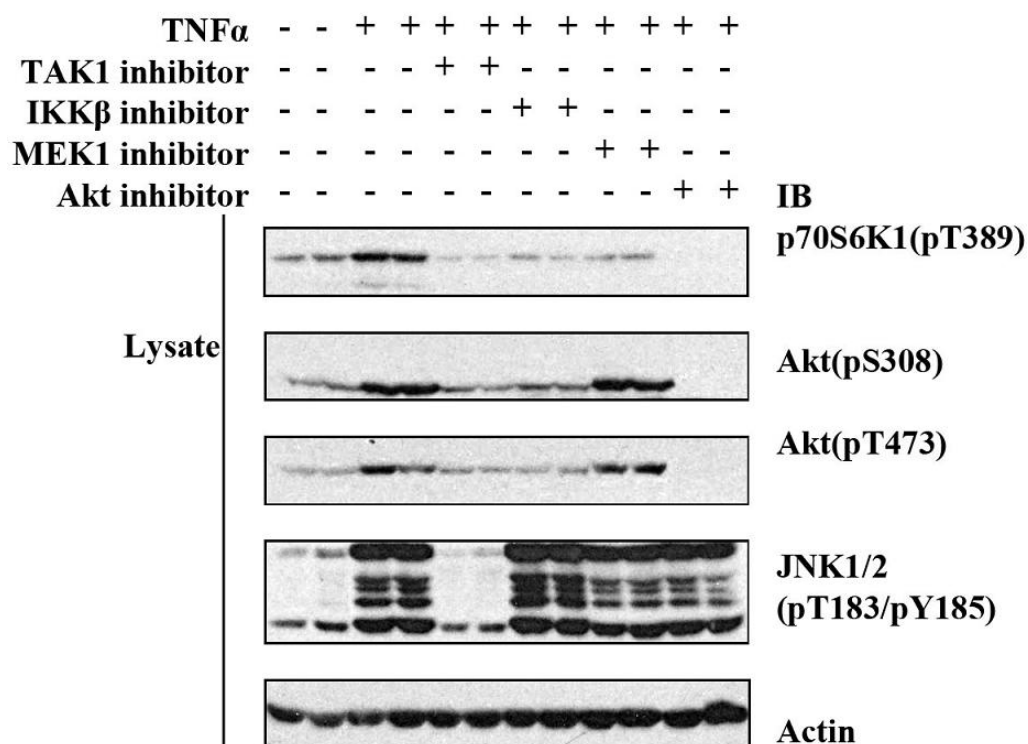 TNFα - - + + + + + + + + + +
TAK1 inhibitor - - - - + + - - - - - -
IKKβ inhibitor - - - - - - + + - - - -
MEK1 inhibitor - - - - - - - - + + - -
Akt inhibitor - - - - - - - - - - + +
IB
p70S6K1(pT389)
Lysate
Akt(pS308)
Akt(pT473)
JNK1/2
(pT183/pY185)
Actin